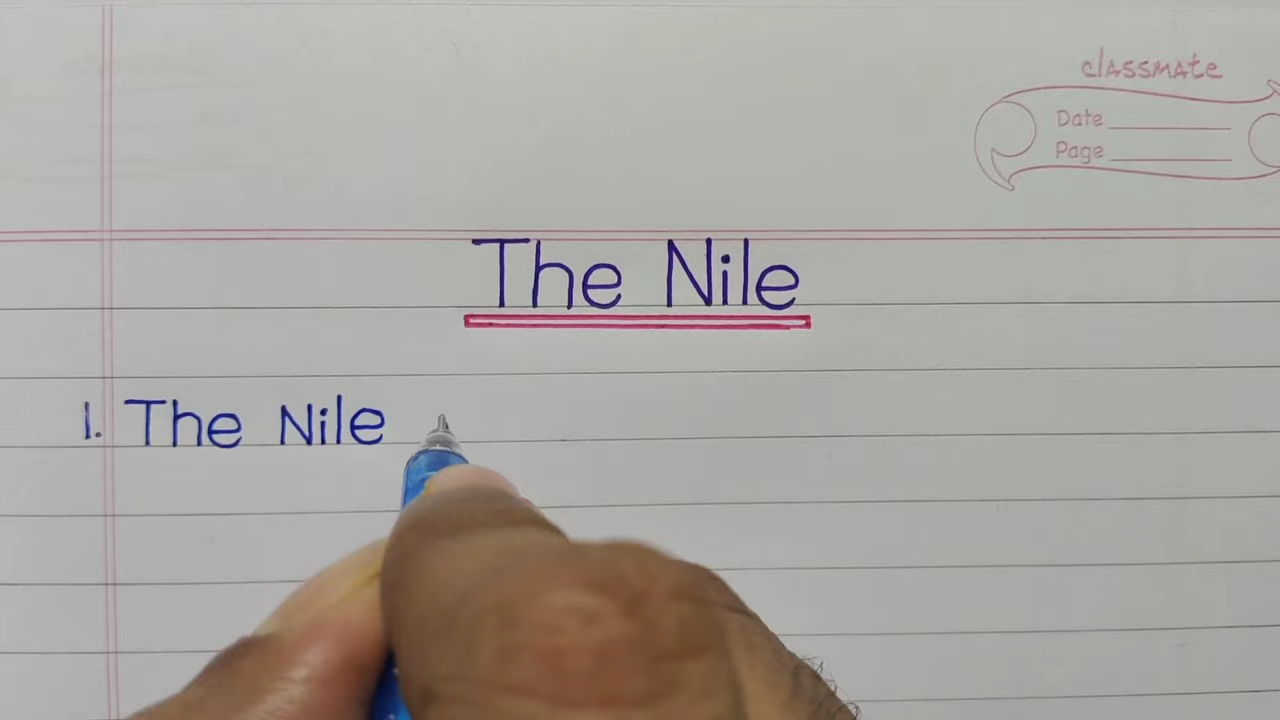 classmate
Date
Page
The Nile
1. The Nile